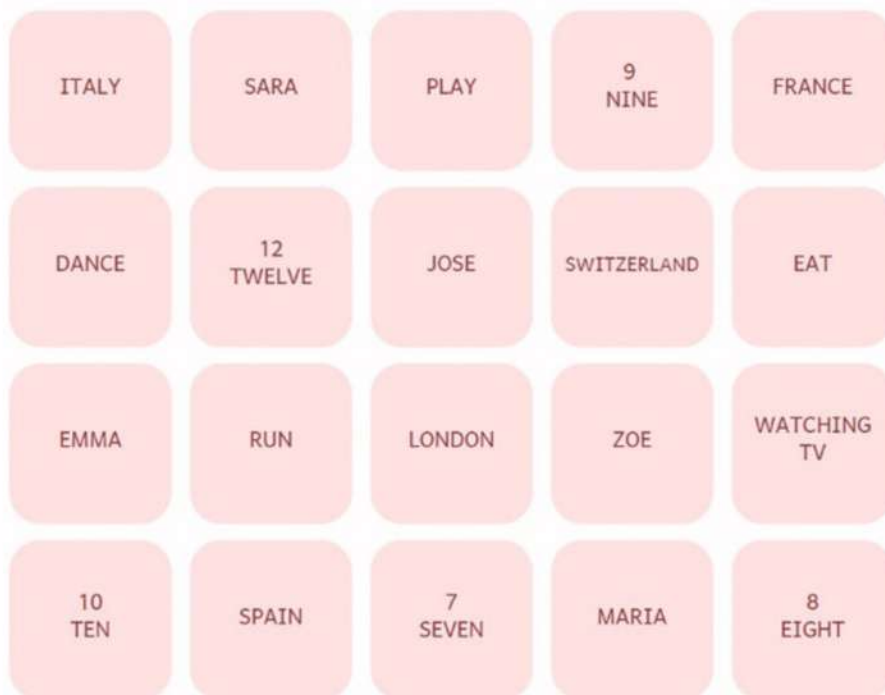 ITALY
SARA
PLAY
9
NINE
FRANCE
DANCE
12
TWELVE
JOSE
SWITZERLAND
EAT
EMMA
RUN
LONDON
ZOE
WATCHING
TV
10
TEN
SPAIN
7
SEVEN
MARIA
8
EIGHT